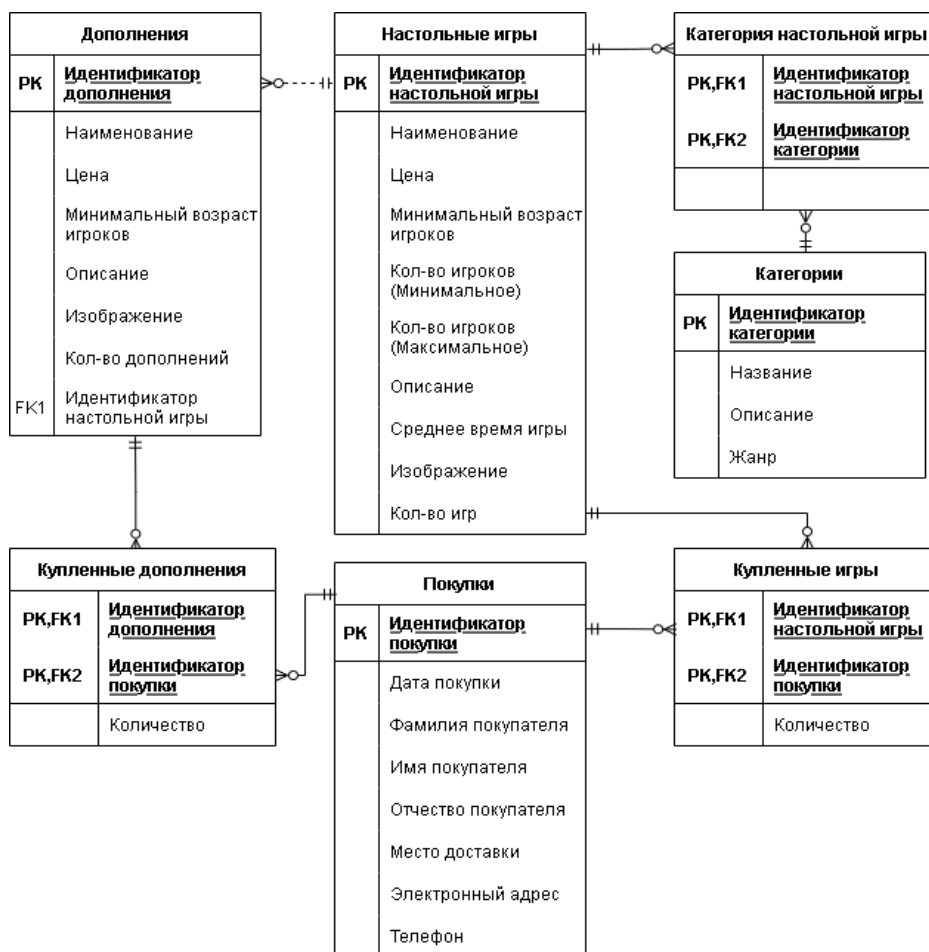 Дополнения
PK
Идентификатор
дополнения
Наименование
Цена
Минимальный возраст
игроков
Описание
Изображение
Кол-во дополнений
FK1
Идентификатор
настольной игры
Настольные игры
PK
Идентификатор
настольной игры
Наименование
Цена
Минимальный возраст
игроков
Кол-во игроков
(Минимальное)
Кол-во игроков
(Максимальное)
Описание
Среднее время игры
Изображение
Кол-во игр
Категория настольной игры
PK,FK1
Идентификатор
настольной игры
PK,FK2
Идентификатор
категории
Категории
PK
Идентификатор
категории
Название
Описание
Жанр
Купленные дополнения
PK,FK1
Идентификатор
дополнения
PK,FK2
Идентификатор
покупки
Количество
Покупки
PK
Идентификатор
покупки
Дата покупки
Фамилия покупателя
Имя покупателя
Отчество покупателя
Место доставки
Электронный адрес
Телефон
Купленные игры
PK,FK1
Идентификатор
настольной игры
PK,FK2
Идентификатор
покупки
Количество